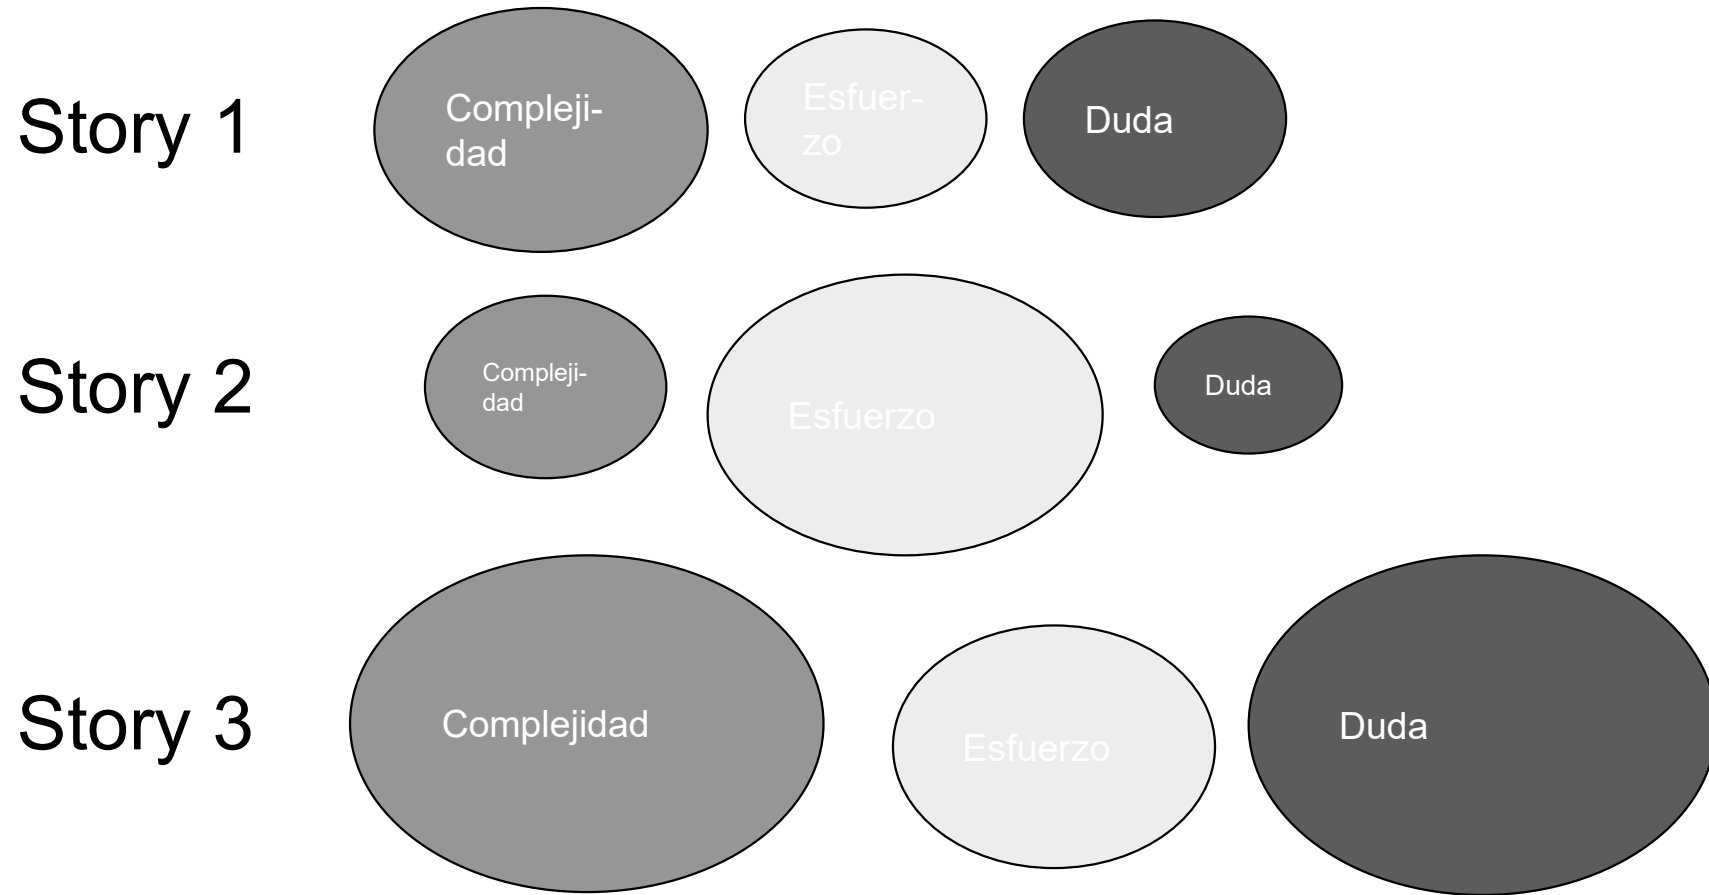 Story 1
Compleji-
dad
Esfuer-
zo
Duda
Story 2
Compleji-
dad
Esfuerzo
Duda
Story 3
Complejidad
Esfuerzo
Duda